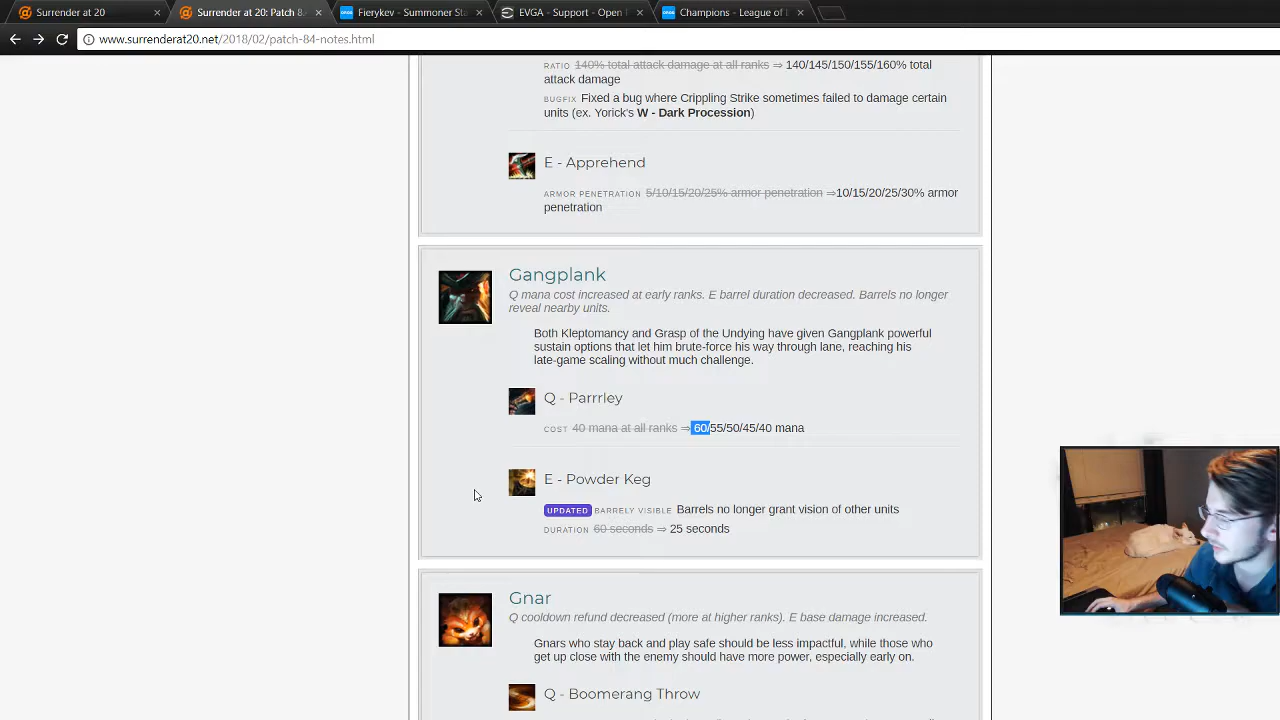 Surrender at 20
Surrender at 20: Patch 8.
Fierykev - Summoner Sta
EVGA - Support - Open
Champions - League of L
www.surrenderat20.net/2018/02/patch-84-notes.html
RATIO 140% total attack damage at all ranks ⇒ 140/145/150/155/160% total
attack damage
BUGFIX Fixed a bug where Crippling Strike sometimes failed to damage certain
units (ex. Yorick's W - Dark Procession)
E - Apprehend
ARMOR PENETRATION 5/10/15/20/25% armor penetration ⇒10/15/20/25/30% armor
penetration
Gangplank
Q mana cost increased at early ranks. E barrel duration decreased. Barrels no longer
reveal nearby units.
Both Kleptomancy and Grasp of the Undying have given Gangplank powerful
sustain options that let him brute-force his way through lane, reaching his
late-game scaling without much challenge.
Q - Parrrley
COST 40 mana at all ranks ⇒ 60/55/50/45/40 mana
E - Powder Keg
UPDATED BARRELY VISIBLE Barrels no longer grant vision of other units
DURATION 60 seconds ⇒ 25 seconds
Gnar
Q cooldown refund decreased (more at higher ranks). E base damage increased.
Gnars who stay back and play safe should be less impactful, while those who
get up close with the enemy should have more power, especially early on.
Q - Boomerang Throw